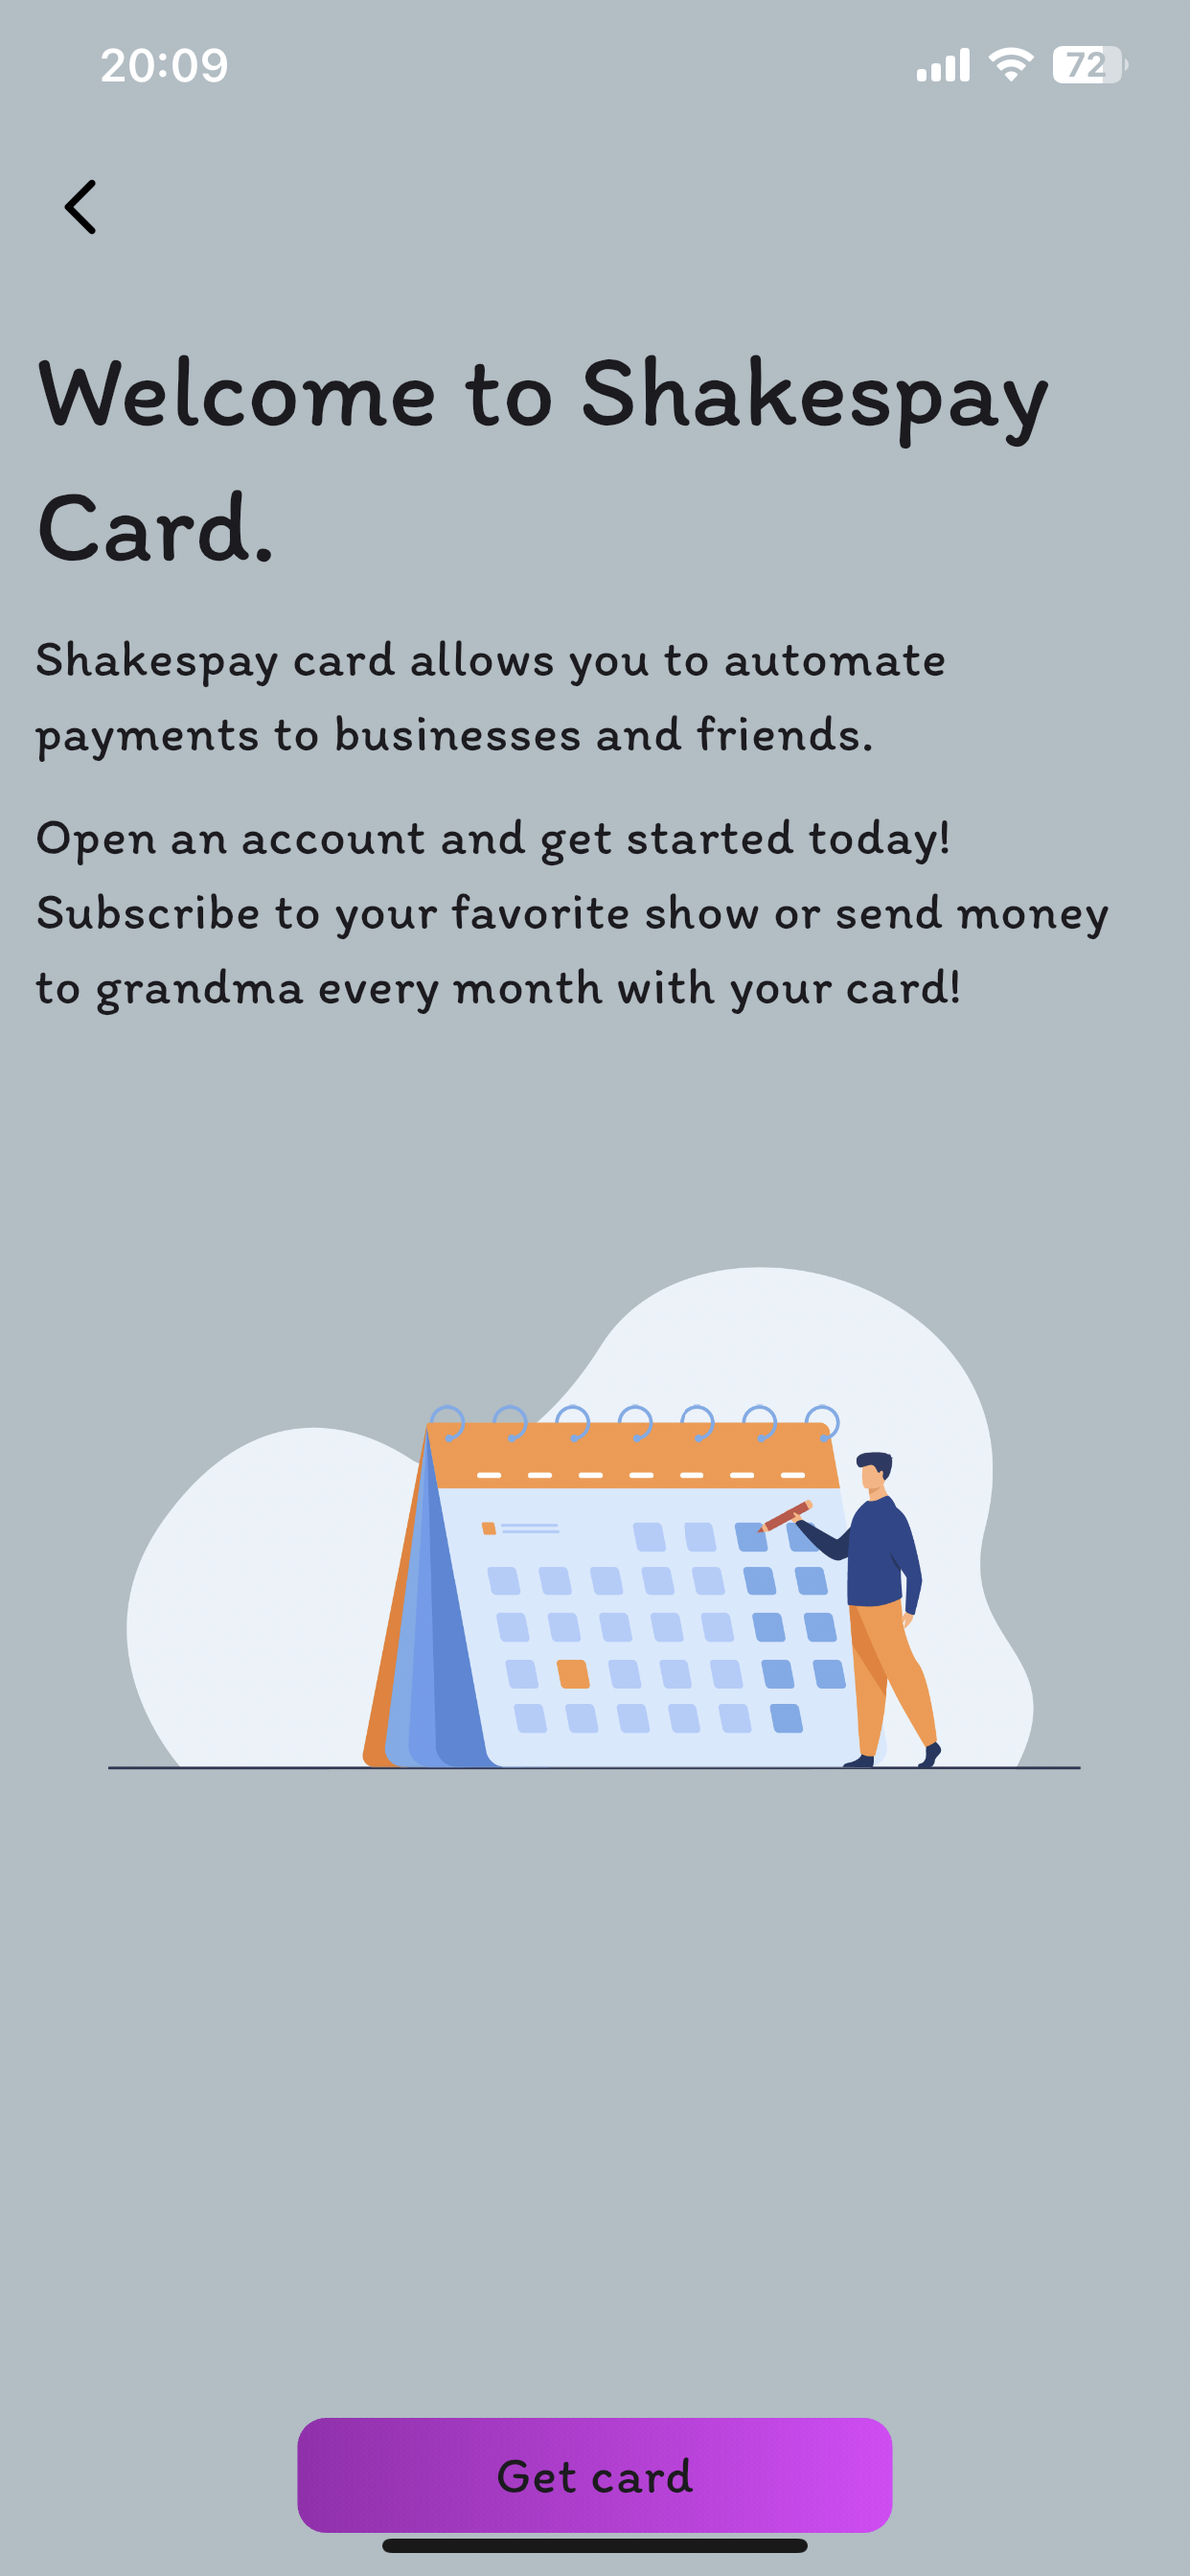 20:09
72
Welcome to Shakespay
Card.
Shakespay card allows you to automate
payments to businesses and friends.
Open an account and get started today!
Subscribe to your favorite show or send money
to grandma every month with your card!
Get card